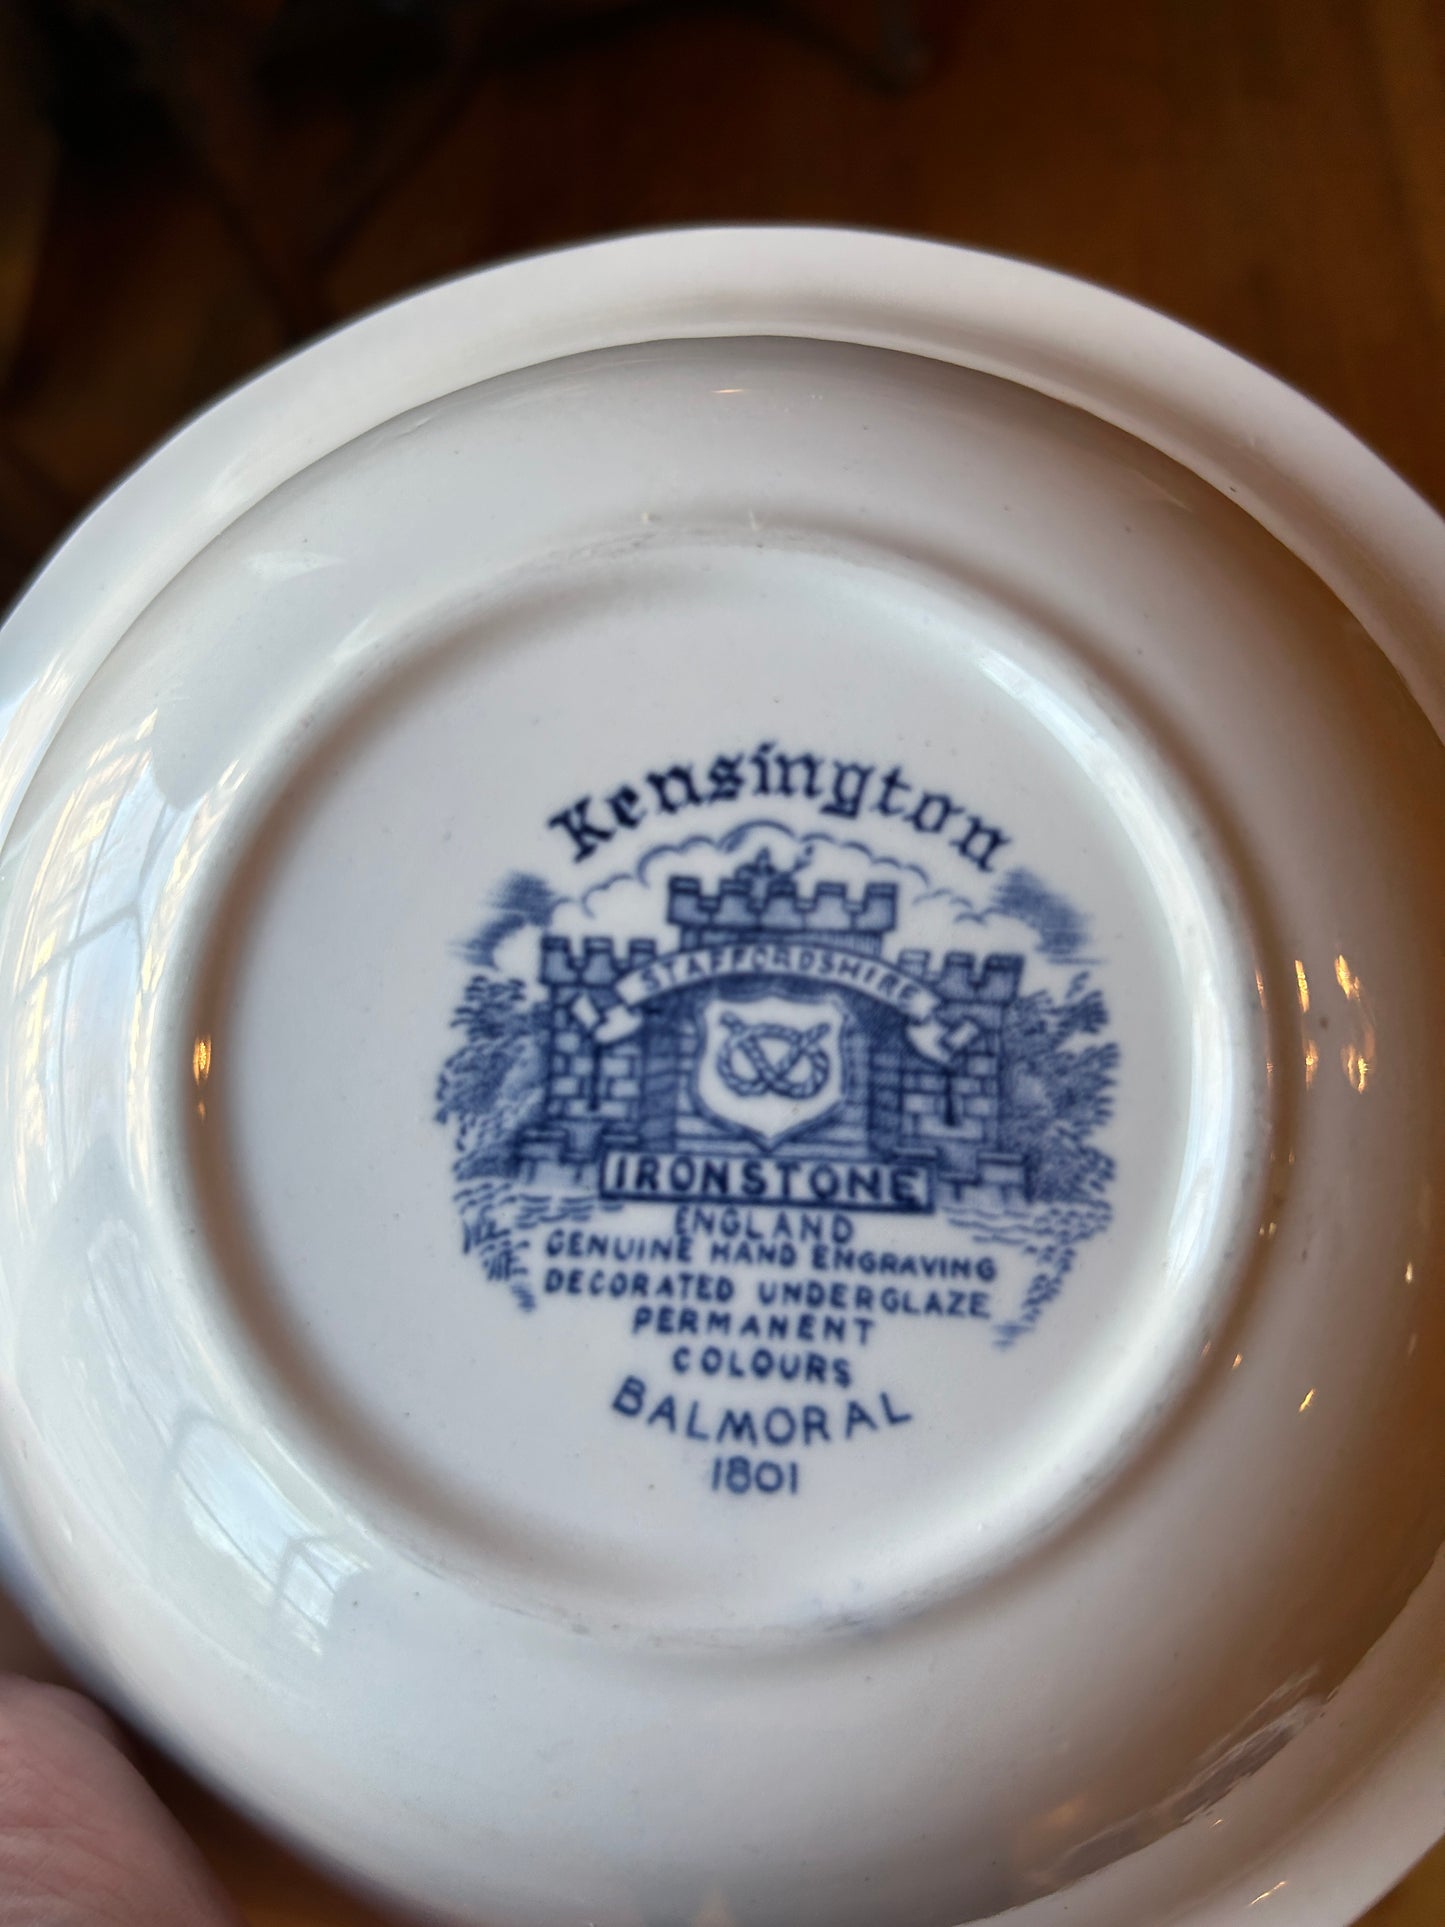 Kensington
STAFFORDSHIRE
IRONSTONE
ENGLAND
GENUINE HAND ENGRAVING
DECORATED UNDERGLAZE
PERMANENT
COLOURS
BALMORAL
1801